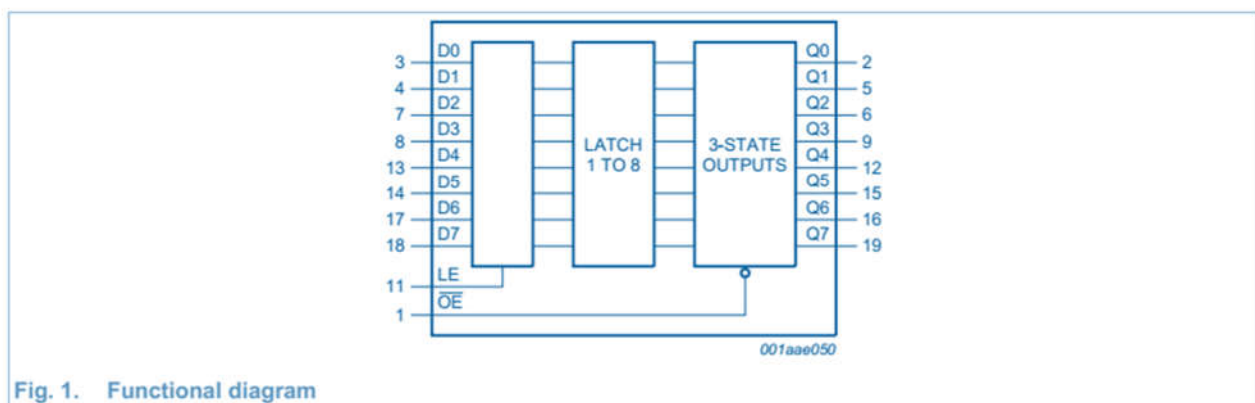 D0 Q0
3 2
D1 Q1
4 5
D2 Q2
7 6
D3 Q3
8 9
LATCH 3-STATE
D4 Q4
13 1 TO 8 OUTPUTS 12
D5 Q5
14 15
D6 Q6
17 16
D7 Q7
18 19
LE
11
OE
1
001aae050
Fig. 1. Functional diagram